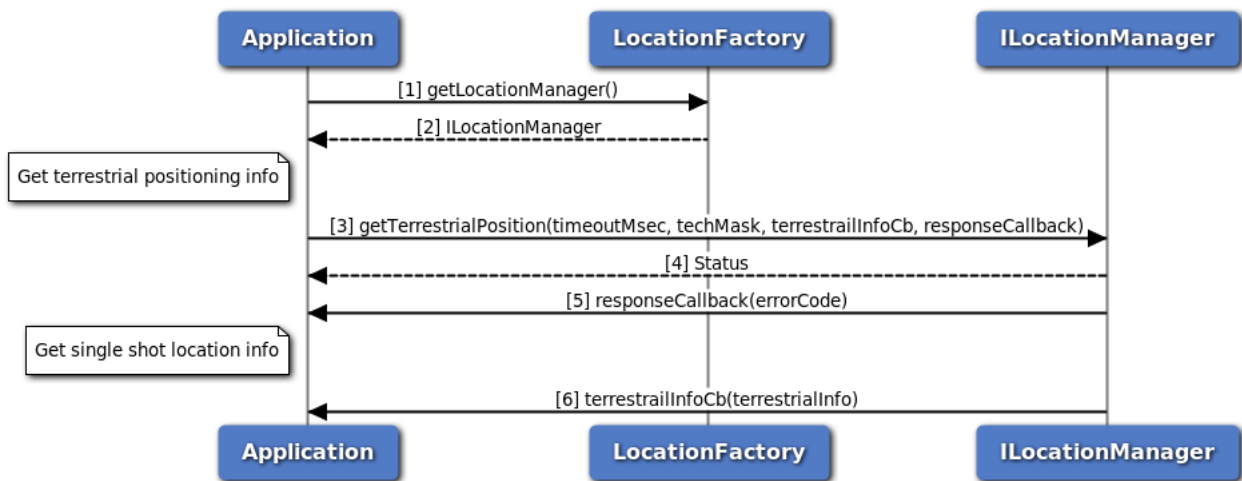 Application
LocationFactory
ILocationManager
[1] getLocationManager()
[2] ILocationManager
Get terrestrial positioning info
[3] getTerrestrialPosition(timeoutMsec, techMask, terrestrailInfoCb, responseCallback)
[4] Status
[5] responseCallback(errorCode)
Get single shot location info
[6] terrestrailInfoCb(terrestrialInfo)
Application
LocationFactory
ILocationManager